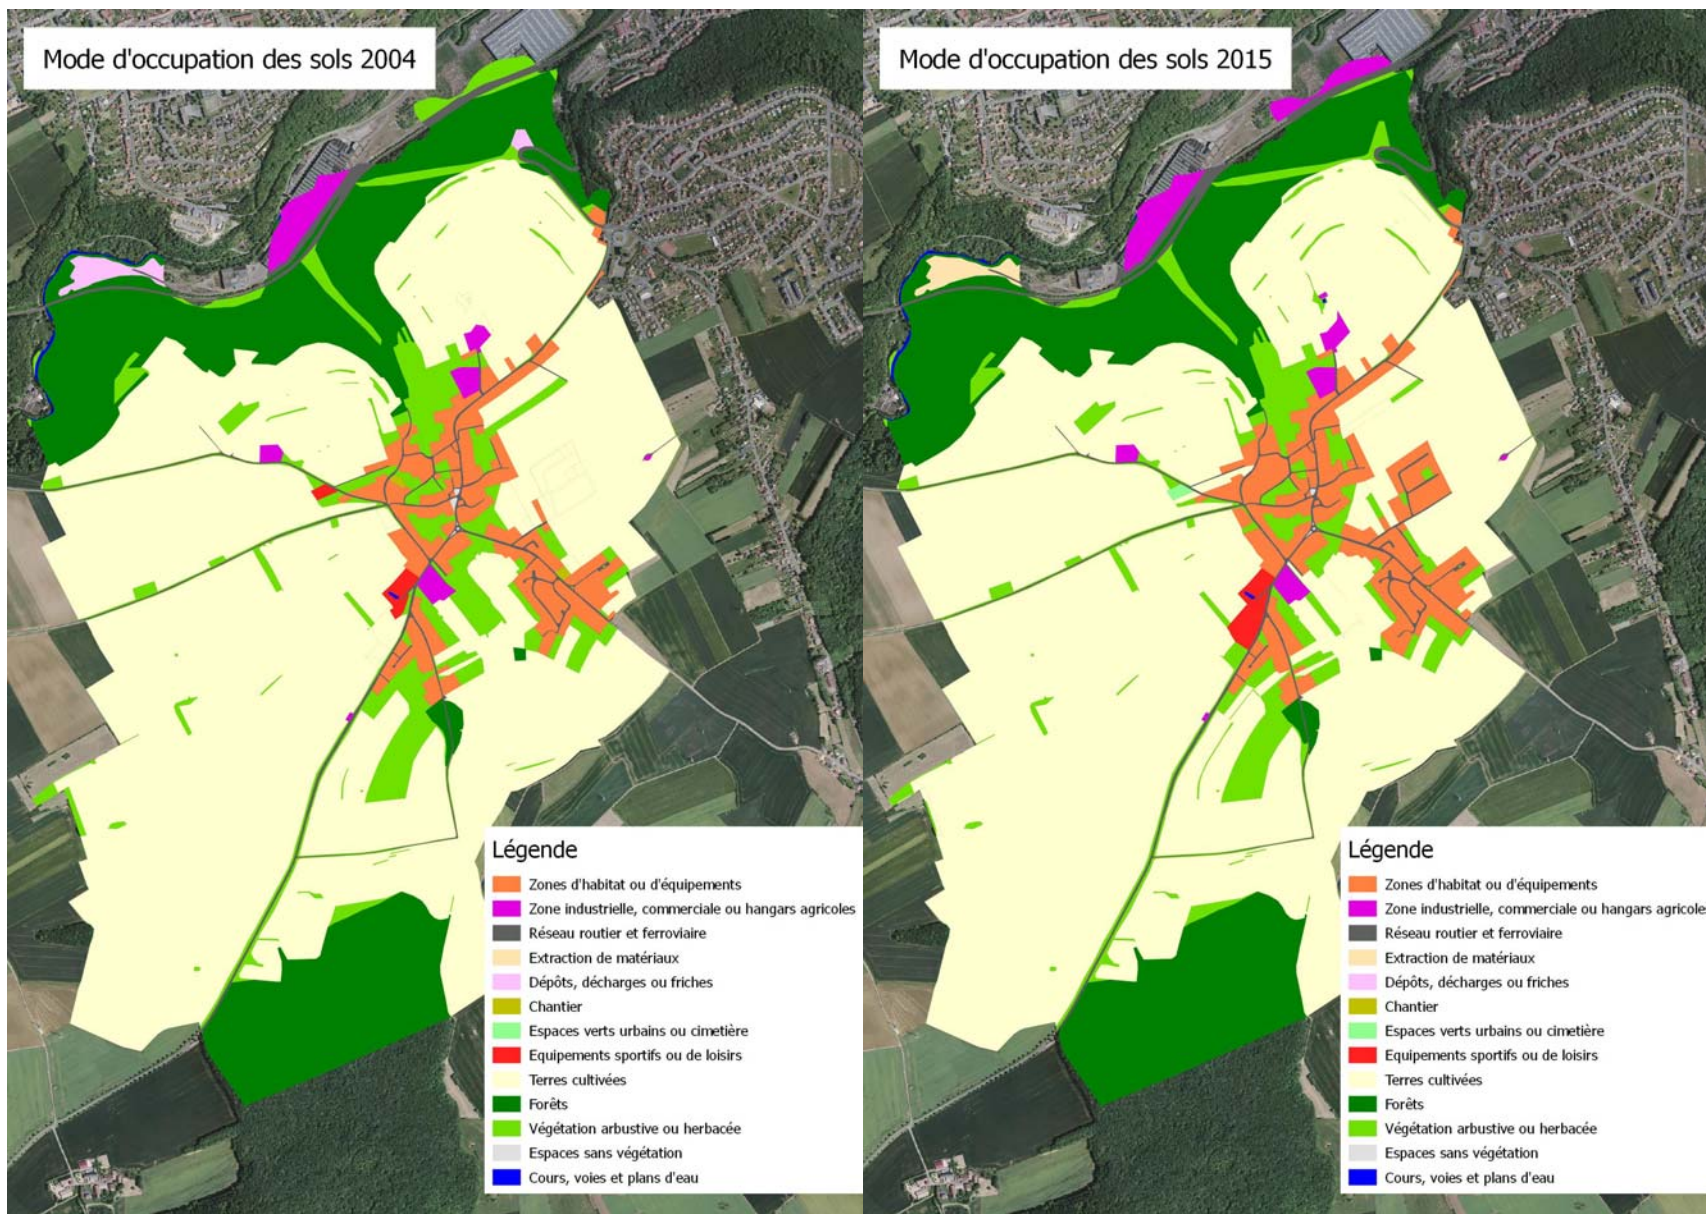 Mode d'occupation des sols 2004
Légende
Zones d'habitat ou d'équipements
Zone industrielle, commerciale ou hangars agricoles
Réseau routier et ferroviaire
Extraction de matériaux
Dépôts, décharges ou friches
Chantier
Espaces verts urbains ou cimetière
Equipements sportifs ou de loisirs
Terres cultivées
Forêts
Végétation arbustive ou herbacée
Espaces sans végétation
Cours, voies et plans d'eau
Mode d'occupation des sols 2015
Légende
Zones d'habitat ou d'équipements
Zone industrielle, commerciale ou hangars agricoles
Réseau routier et ferroviaire
Extraction de matériaux
Dépôts, décharges ou friches
Chantier
Espaces verts urbains ou cimetière
Equipements sportifs ou de loisirs
Terres cultivées
Forêts
Végétation arbustive ou herbacée
Espaces sans végétation
Cours, voies et plans d'eau